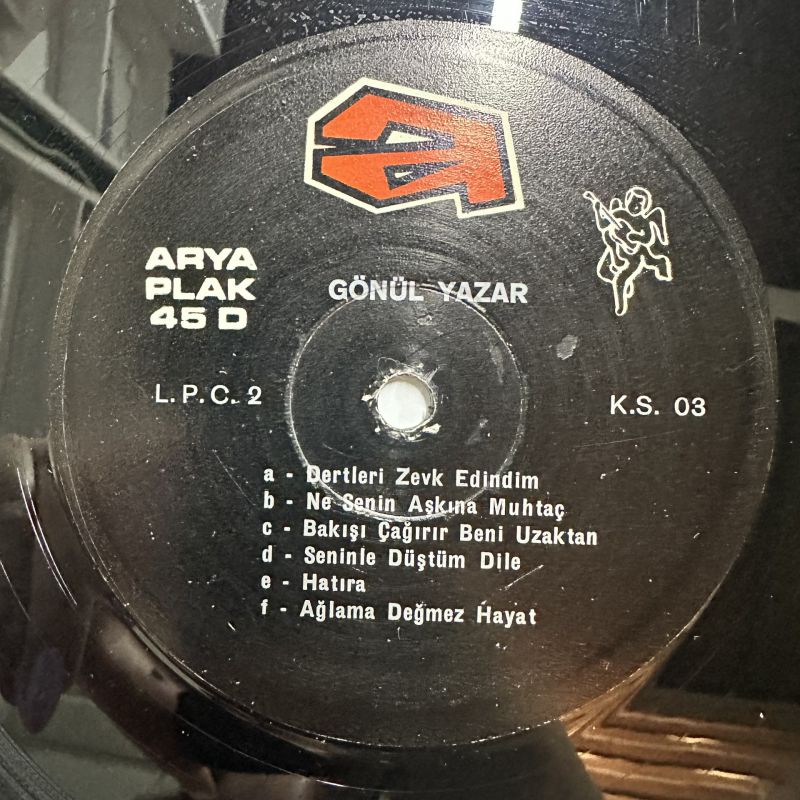 ARYA
PLAK
45 D
GÖNÜL YAZAR
L.P.C. 2
K.S. 03
a - Dertleri Zevk Edindim
b - Ne Senin Aşkına Muhtaç
c - Bakışı Çağırır Beni Uzaktan
d - Seninle Düştüm Dile
e - Hatıra
f - Ağlama Değmez Hayat